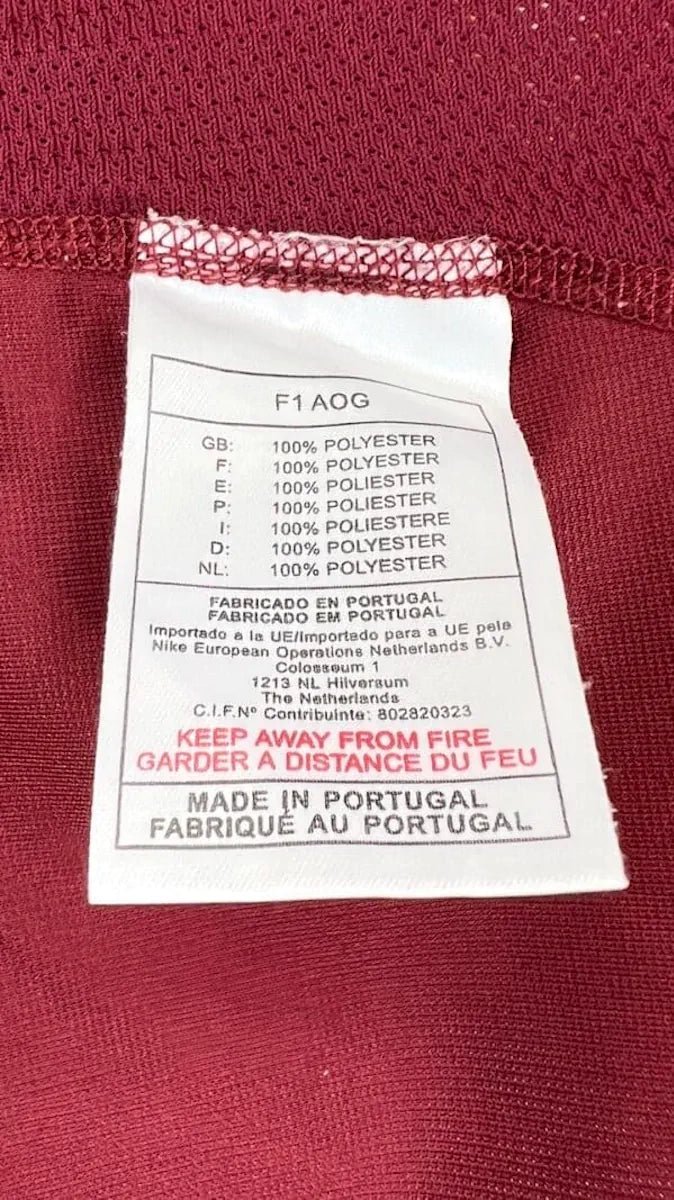 F1 AOG
GB: 100% POLYESTER
F: 100% POLYESTER
E: 100% POLIESTER
P: 100% POLIESTER
I: 100% POLIESTERE
D: 100% POLYESTER
NL: 100% POLYESTER
FABRICADO EN PORTUGAL
FABRICADO EM PORTUGAL
Importado a la UE/Importado para a UE pela
Nike European Operations Netherlands B.V.
Colosseum 1
1213 NL Hilversum
The Netherlands
C.I.F.Nº Contribuinte: 802820323
KEEP AWAY FROM FIRE
GARDER A DISTANCE DU FEU
MADE IN PORTUGAL
FABRIQUÉ AU PORTUGAL